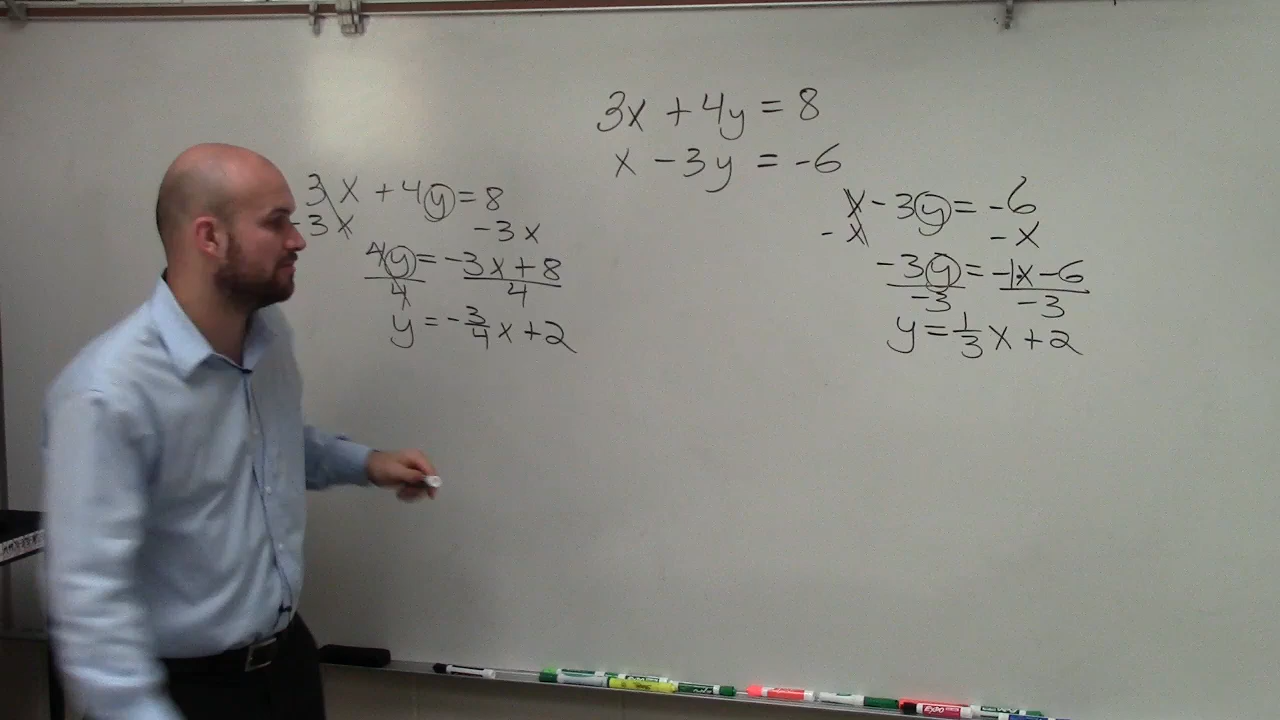 3x + 4y = 8
x - 3y = -6
3x + 4y = 8
-3x -3x
4y = -3x + 8
4 4
y = -3/4 x + 2
x - 3y = -6
-x -x
-3y = -1x - 6
-3 -3
y = 1/3 x + 2
EXPO